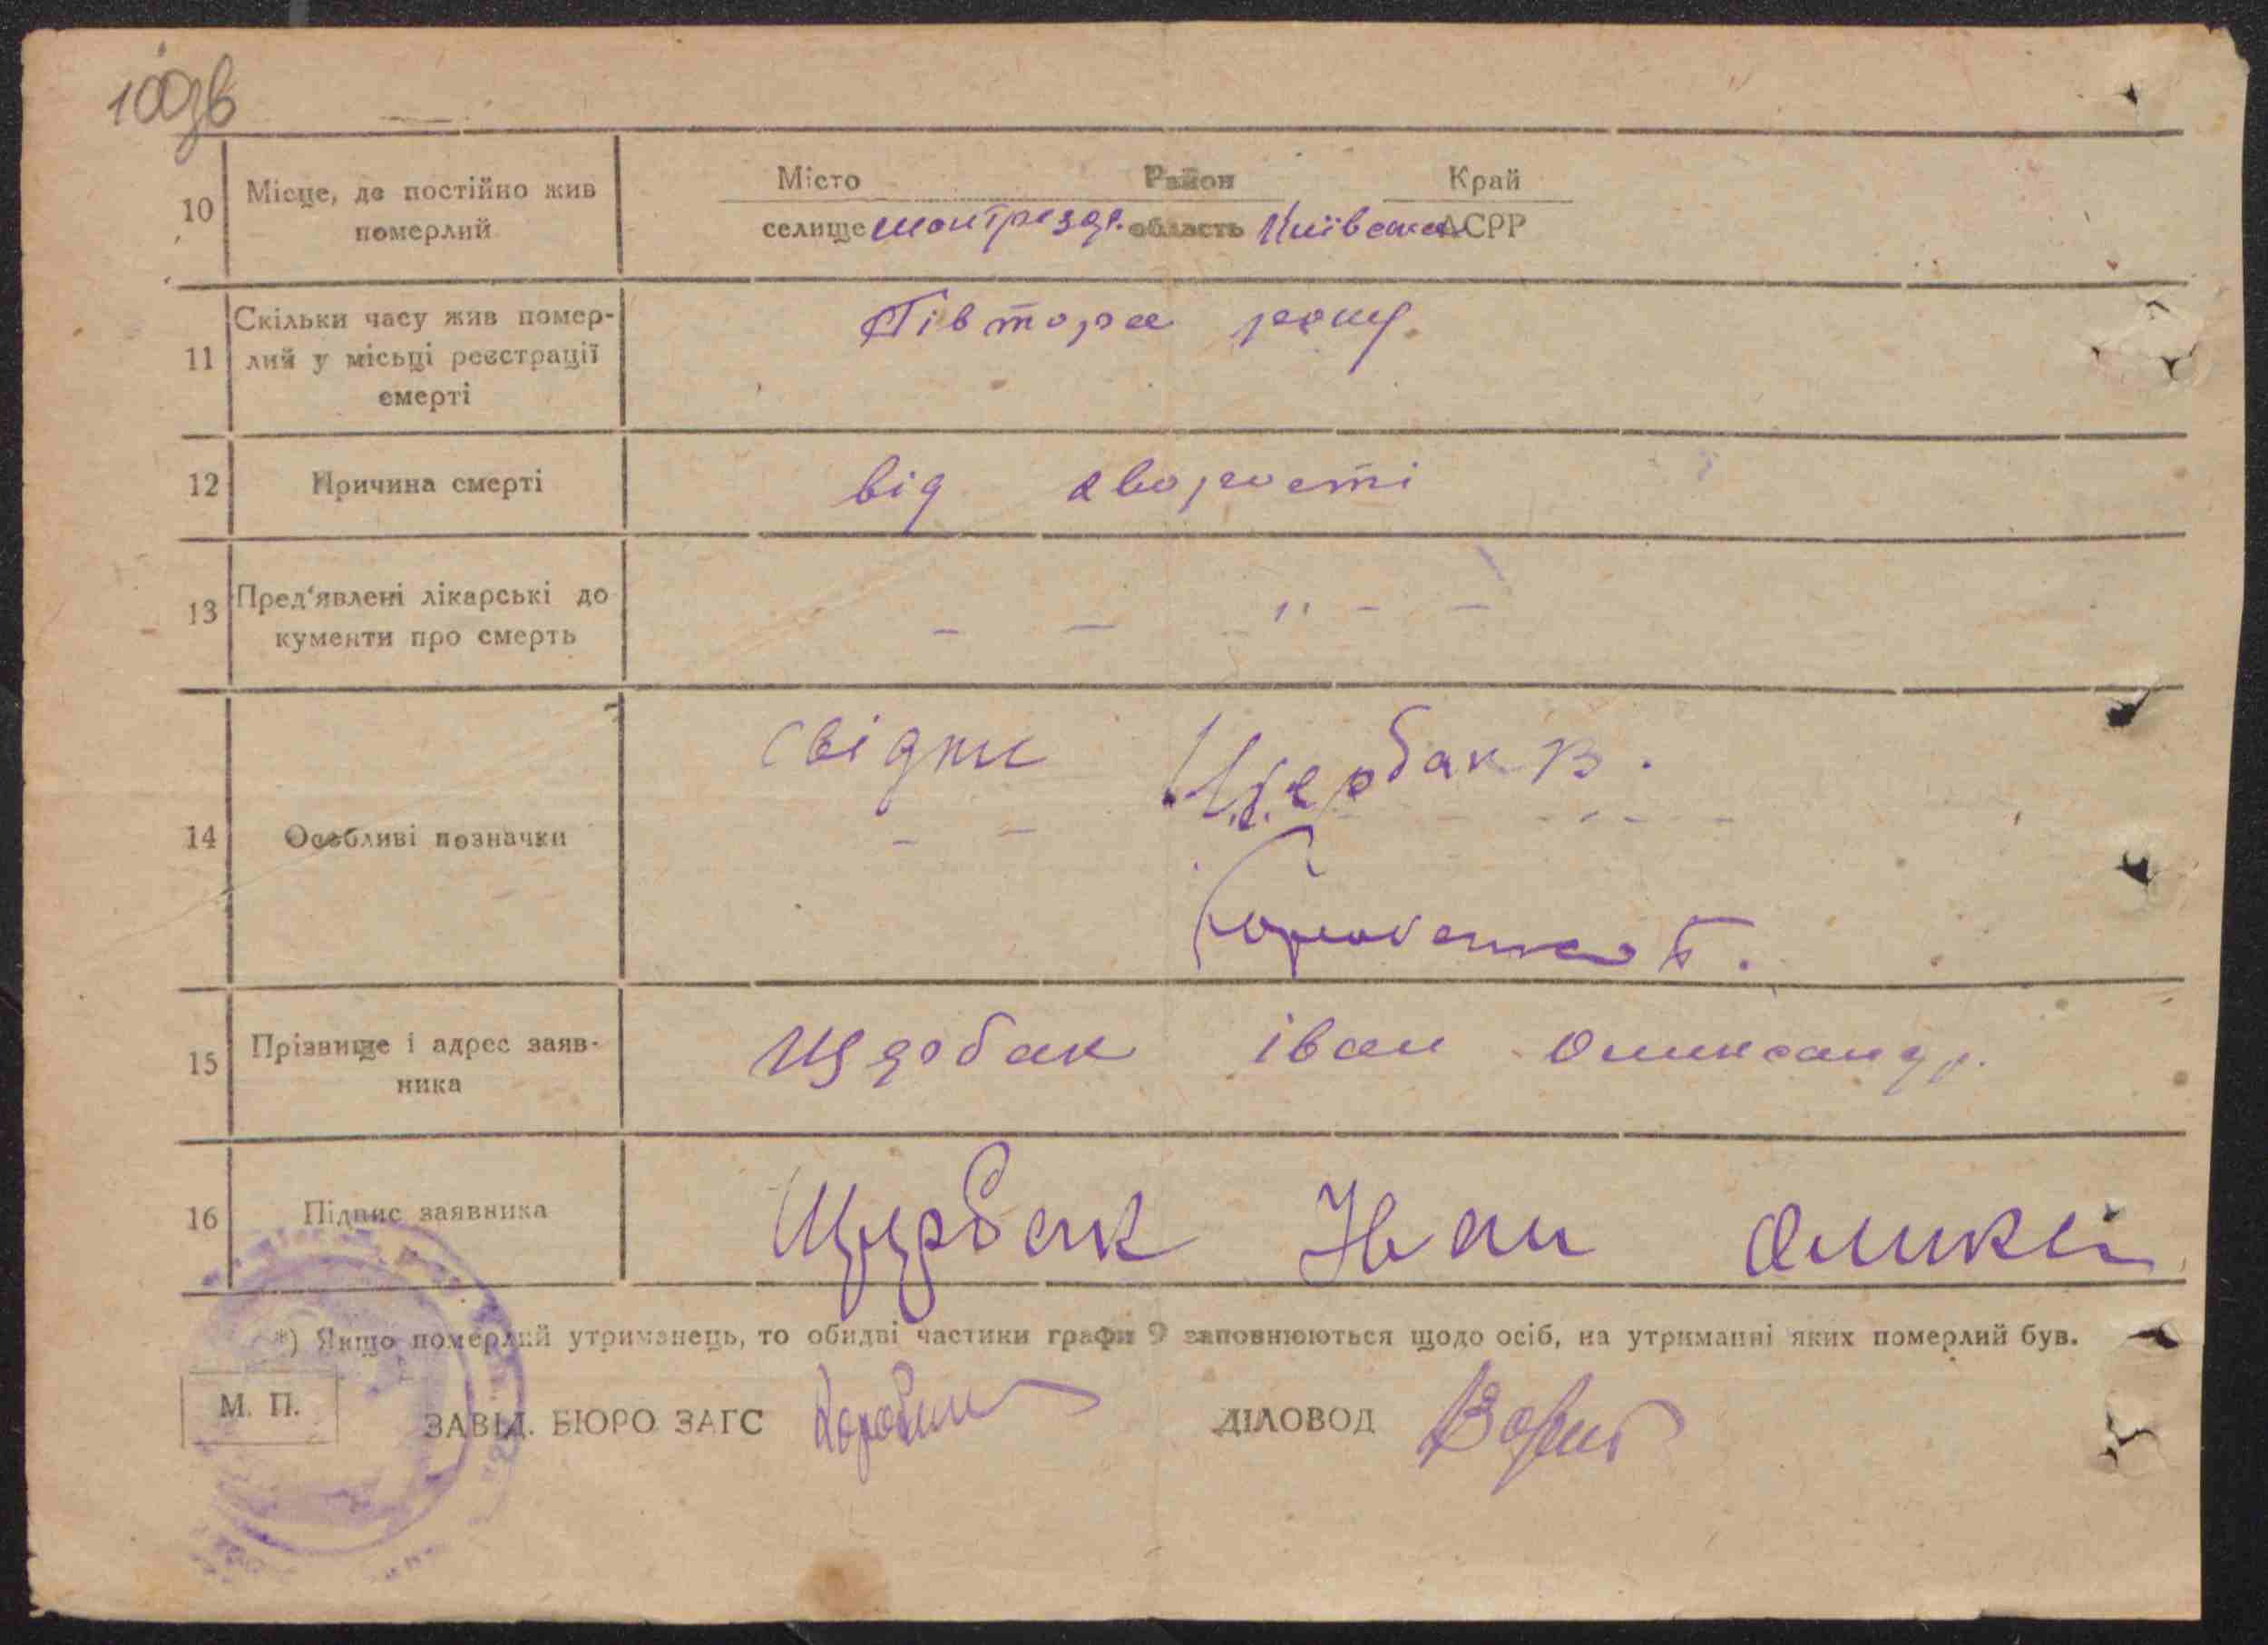 100зв
Місто Район Край
10 Місце, де постійно жив
померлий
селище область Київська АСРР
11 Скільки часу жив помер-
лий у місьці реєстрації
смерті
Півтора року
12 Причина смерті від хворости
13 Пред'явлені лікарські до
кументи про смерть
— — " — —
14 Особливі позначки
свідки Щербак В.
15 Прізвище і адрес заяв-
ника
Щербак іван Олександр.
16 Підпис заявника Щербак Иван
*) Якщо померлий утриманець, то обидві частини графи 9 заповнюються щодо осіб, на утриманні яких померлий був.
М. П.
ЗАВІД. БЮРО ЗАГС ДІЛОВОД